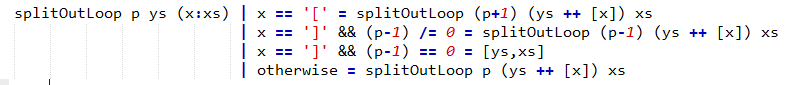 splitOutLoop p ys (x:xs) | x == '[' = splitOutLoop (p+1) (ys ++ [x]) xs
| x == ']' && (p-1) /= 0 = splitOutLoop (p-1) (ys ++ [x]) xs
| x == ']' && (p-1) == 0 = [ys,xs]
| otherwise = splitOutLoop p (ys ++ [x]) xs